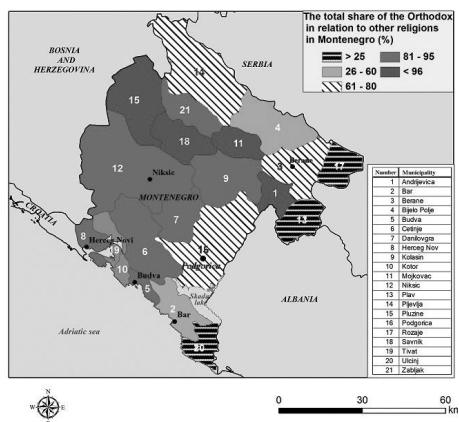 The total share of the Orthodox
in relation to other religions
in Montenegro (%)
> 25
81 - 95
26 - 60
< 96
61 - 80
BOSNIA
AND
HERZEGOVINA
SERBIA
14
15
21
4
18
11
Berane
3
17
12
Niksic
9
1
MONTENEGRO
13
7
CROATIA
8
Herceg Novi
19
6
16
Podgorica
10
Budva
5
Skadar
lake
ALBANIA
2
Bar
Adriatic sea
20
Number Municipality
1 Andrijevica
2 Bar
3 Berane
4 Bijelo Polje
5 Budva
6 Cetinje
7 Danilovgra
8 Herceg Nov
9 Kolasin
10 Kotor
11 Mojkovac
12 Niksic
13 Plav
14 Pljevlja
15 Pluzine
16 Podgorica
17 Rozaje
18 Savnik
19 Tivat
20 Ulcinj
21 Zabljak
N
W E
S
0 30 60
km